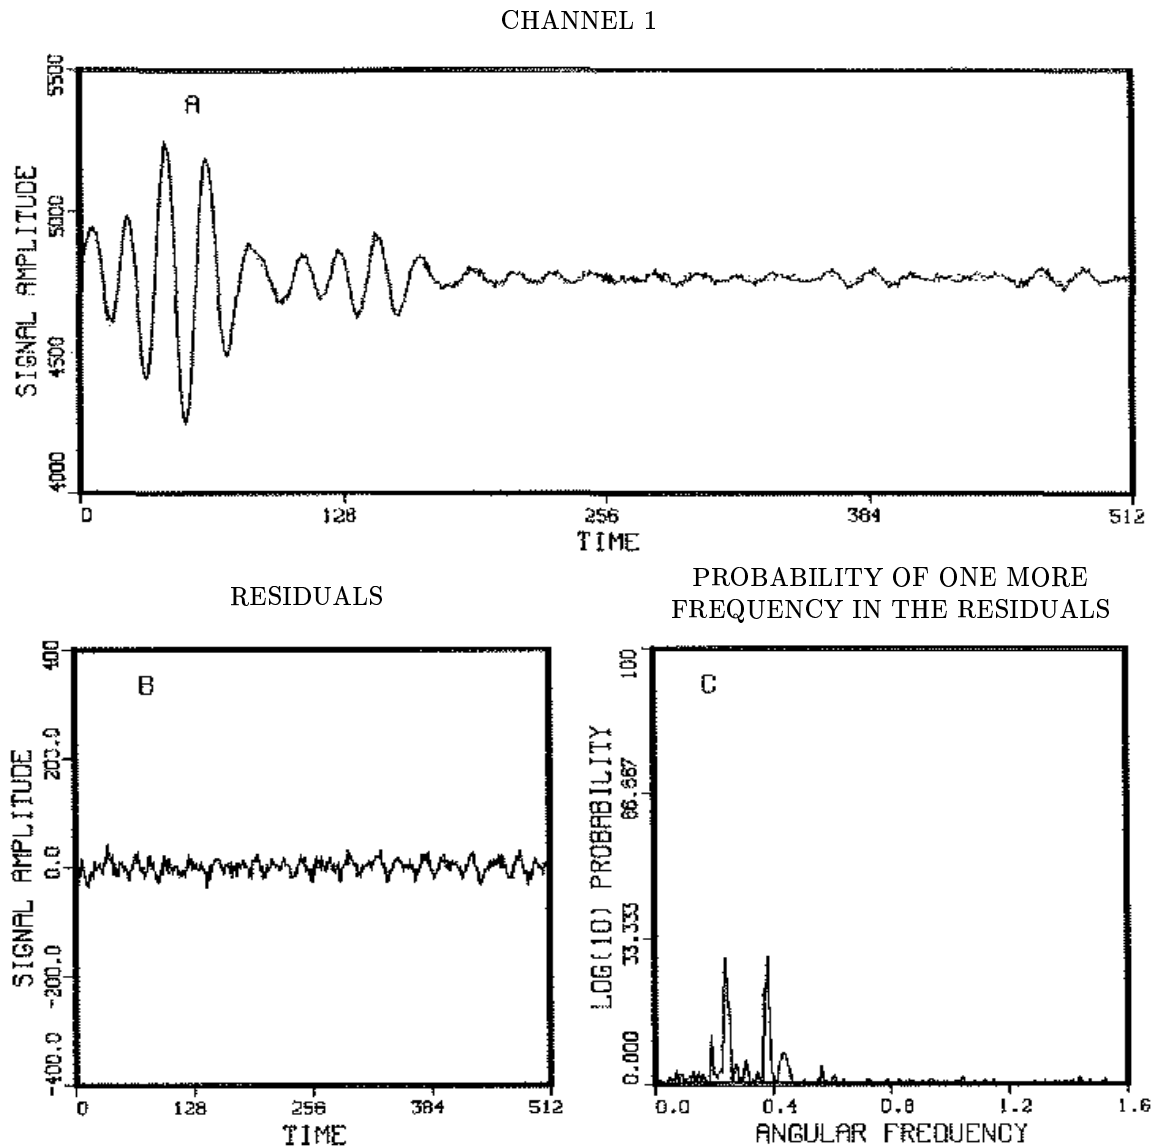 CHANNEL 1
A
SIGNAL AMPLITUDE
5500
5000
4500
4000
0 128 256 384 512
TIME
RESIDUALS
B
SIGNAL AMPLITUDE
400
200.0
0.0
-200.0
-400.0
0 128 256 384 512
TIME
PROBABILITY OF ONE MORE
FREQUENCY IN THE RESIDUALS
C
LOG(10) PROBABILITY
100
66.667
33.333
0.000
0.0 0.4 0.8 1.2 1.6
ANGULAR FREQUENCY